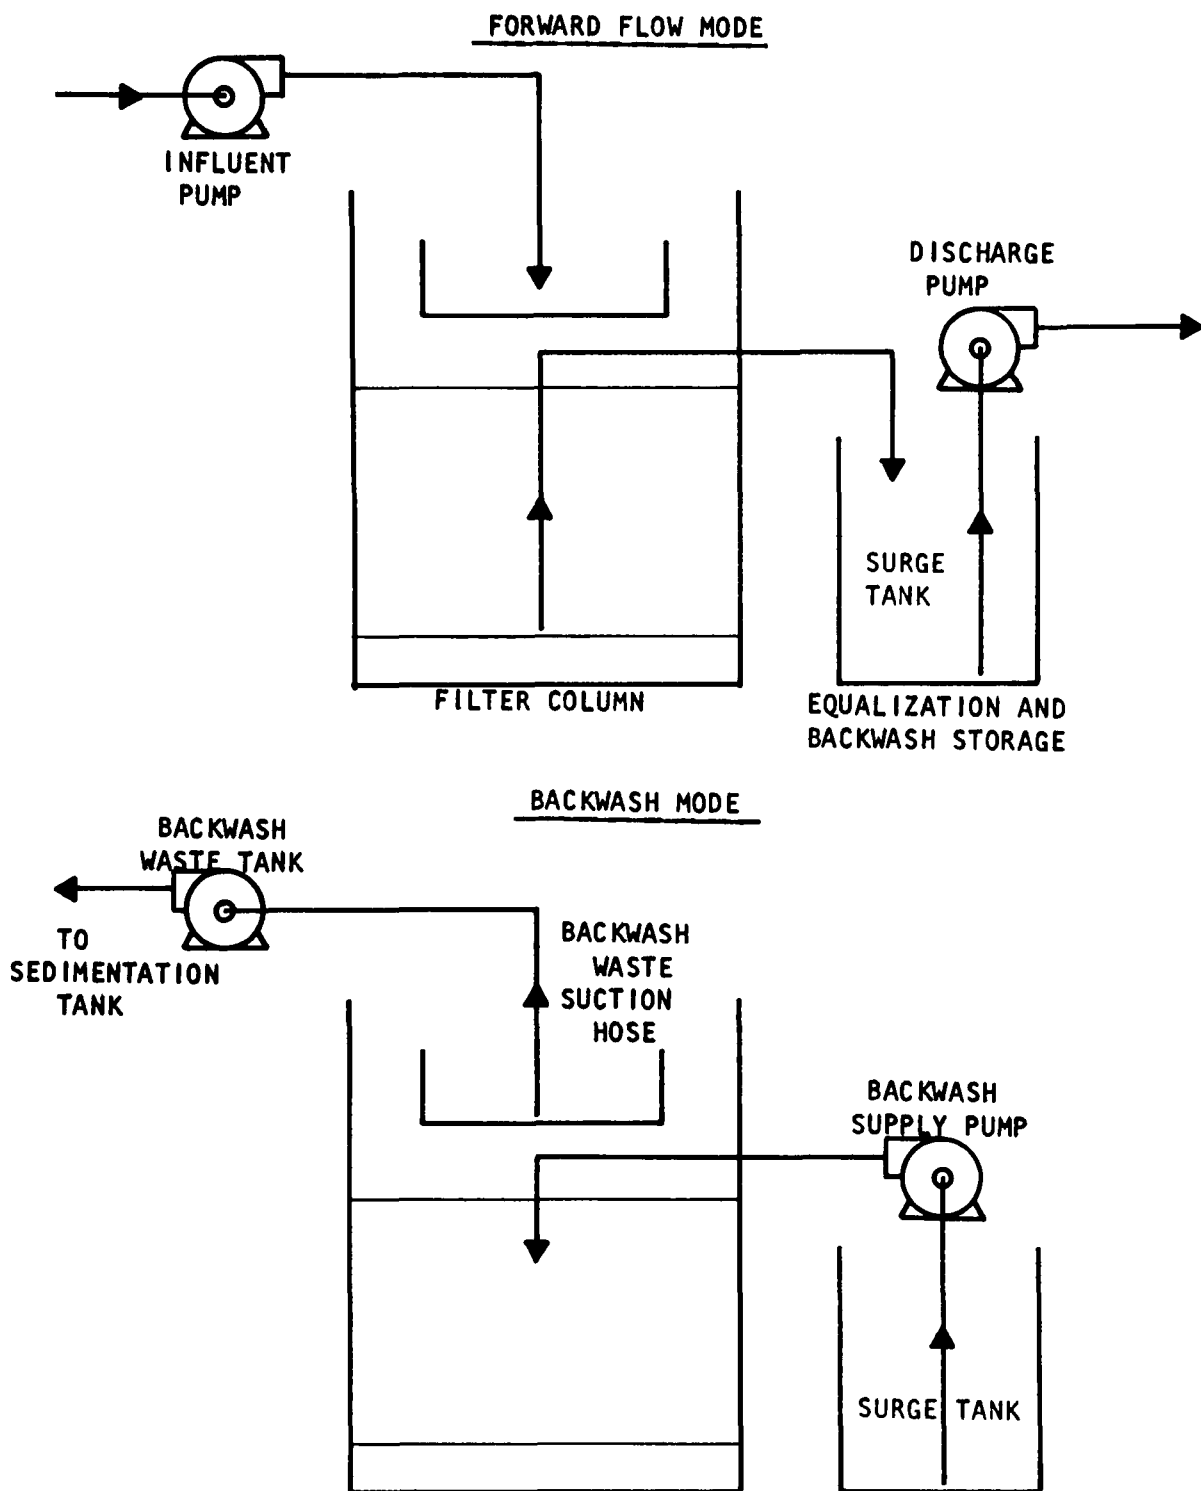 FORWARD FLOW MODE
INFLUENT
PUMP
DISCHARGE
PUMP
SURGE
TANK
FILTER COLUMN
EQUALIZATION AND
BACKWASH STORAGE
BACKWASH MODE
BACKWASH
WASTE TANK
TO
SEDIMENTATION
TANK
BACKWASH
WASTE
SUCTION
HOSE
BACKWASH
SUPPLY PUMP
SURGE TANK